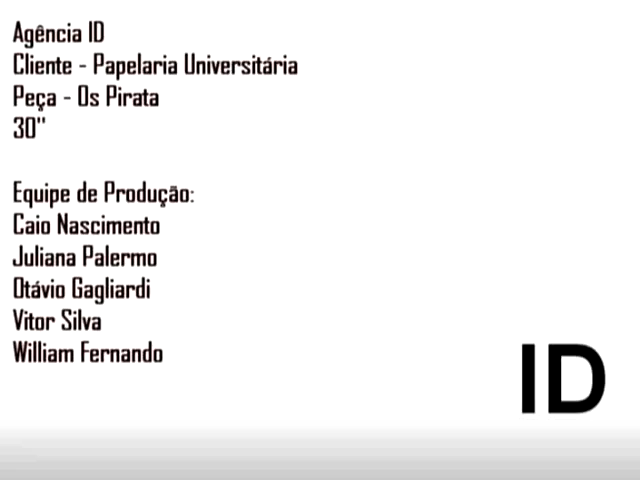 Agência ID
Cliente - Papelaria Universitária
Peça - Os Pirata
30"
Equipe de Produção:
Caio Nascimento
Juliana Palermo
Otávio Gagliardi
Vitor Silva
William Fernando
ID